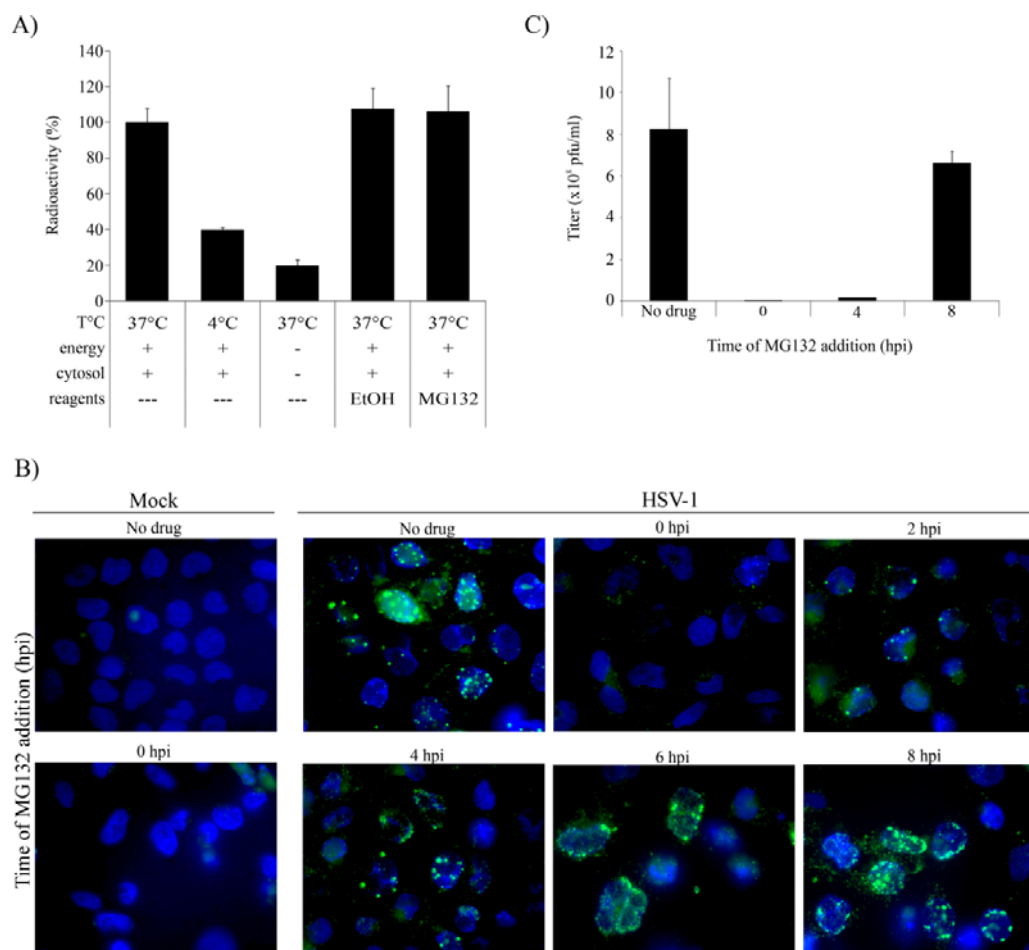 A)
140
120
100
80
60
40
20
0
Radioactivity (%)
T°C 37°C 4°C 37°C 37°C 37°C
energy + + - + +
cytosol + + - + +
reagents --- --- --- EtOH MG132
C)
12
10
8
6
4
2
0
Titer (x10⁸ pfu/ml)
No drug 0 4 8
Time of MG132 addition (hpi)
B)
Mock HSV-1
No drug No drug 0 hpi 2 hpi
0 hpi 4 hpi 6 hpi 8 hpi
Time of MG132 addition (hpi)